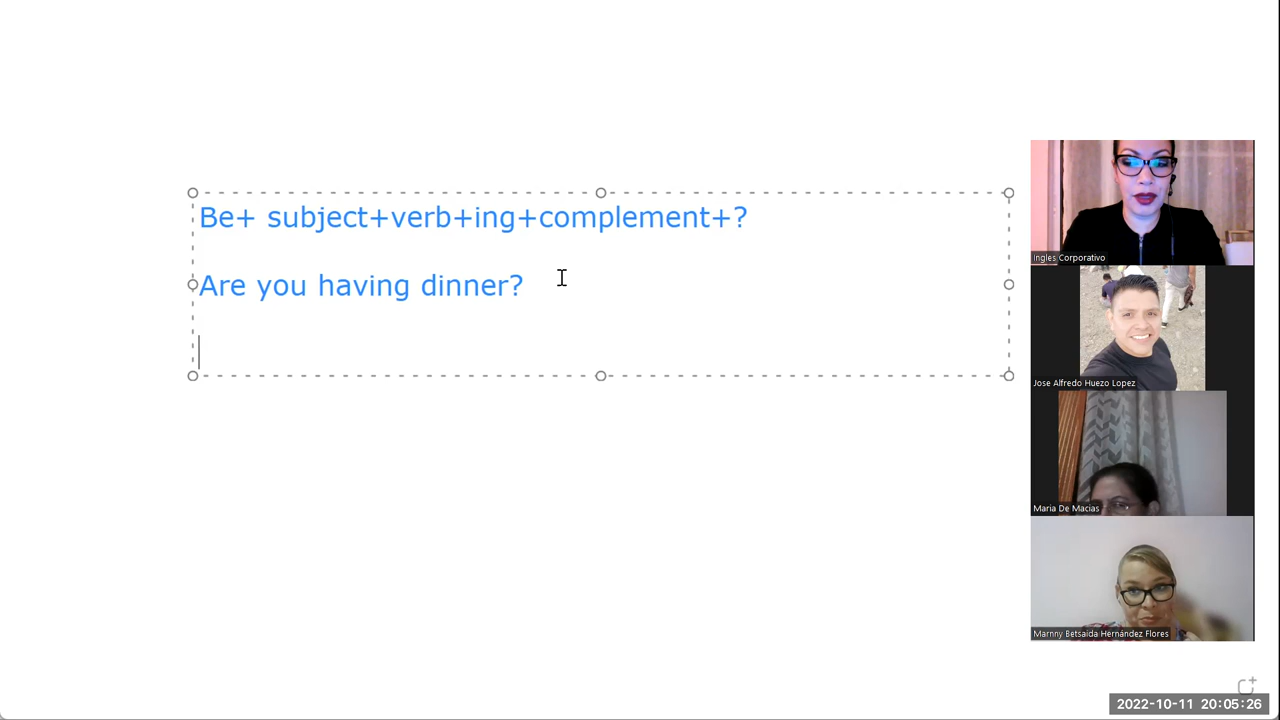 Be+ subject+verb+ing+complement +?
Are you having dinner?
Ingles Corporativo
Jose Alfredo Huezo Lopez
Maria De Macias
Marnny Betsaida Hernández Flores
2022-10-11 20:05:26